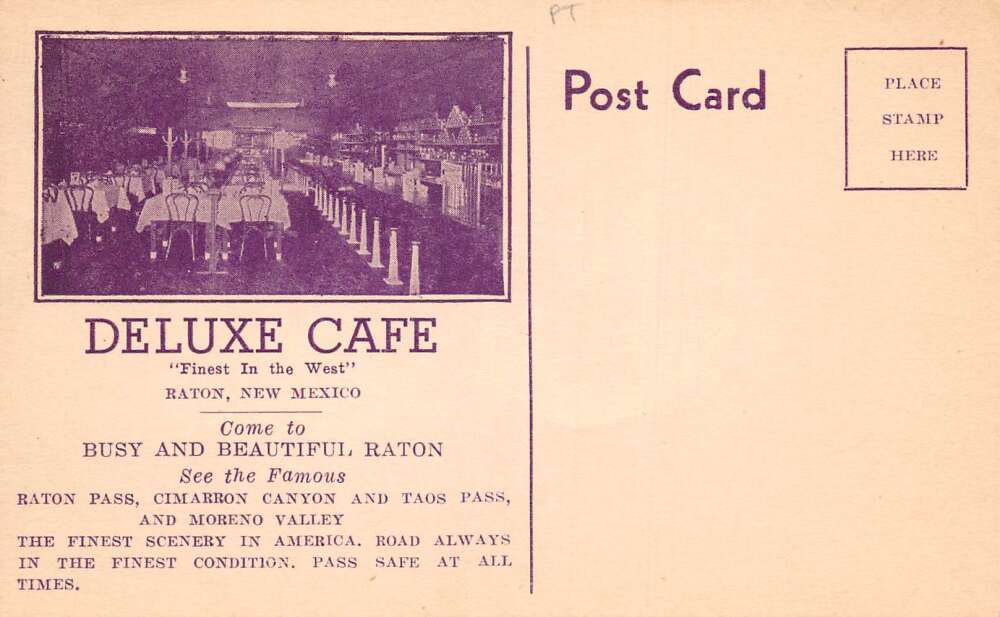 PT
DELUXE CAFE
"Finest In the West"
RATON, NEW MEXICO
Come to
BUSY AND BEAUTIFUL RATON
See the Famous
RATON PASS, CIMARRON CANYON AND TAOS PASS,
AND MORENO VALLEY
THE FINEST SCENERY IN AMERICA. ROAD ALWAYS
IN THE FINEST CONDITION. PASS SAFE AT ALL
TIMES.
Post Card
PLACE
STAMP
HERE